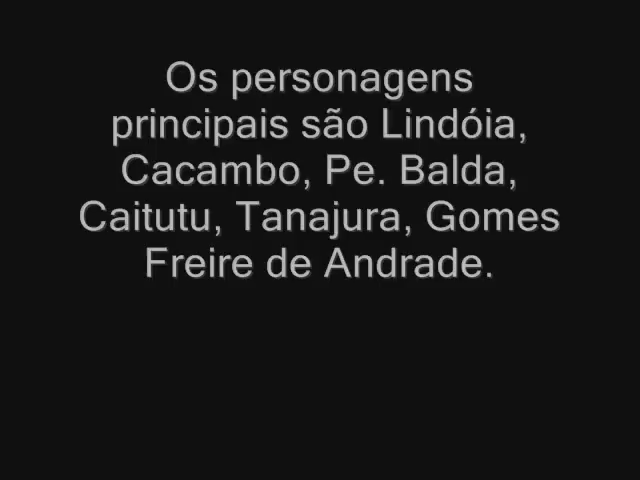 Os personagens
principais são Lindóia,
Cacambo, Pe. Balda,
Caitutu, Tanajura, Gomes
Freire de Andrade.